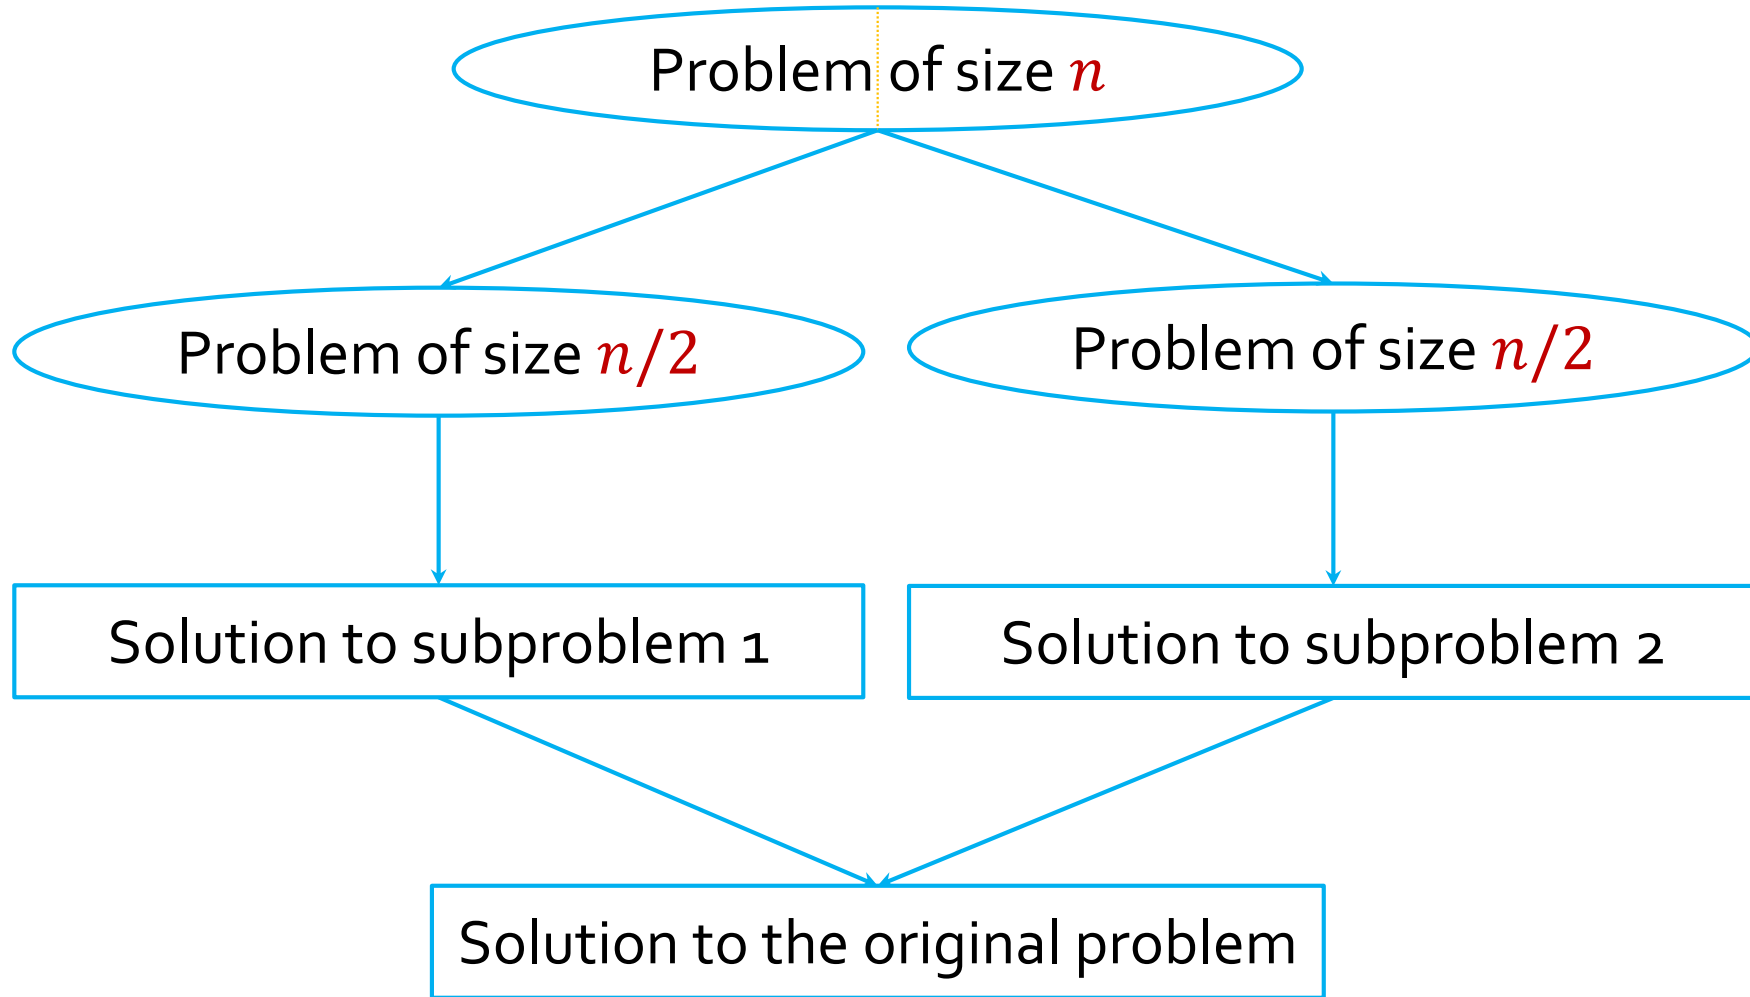 Problem of size n
Problem of size n/2
Problem of size n/2
Solution to subproblem 1
Solution to subproblem 2
Solution to the original problem